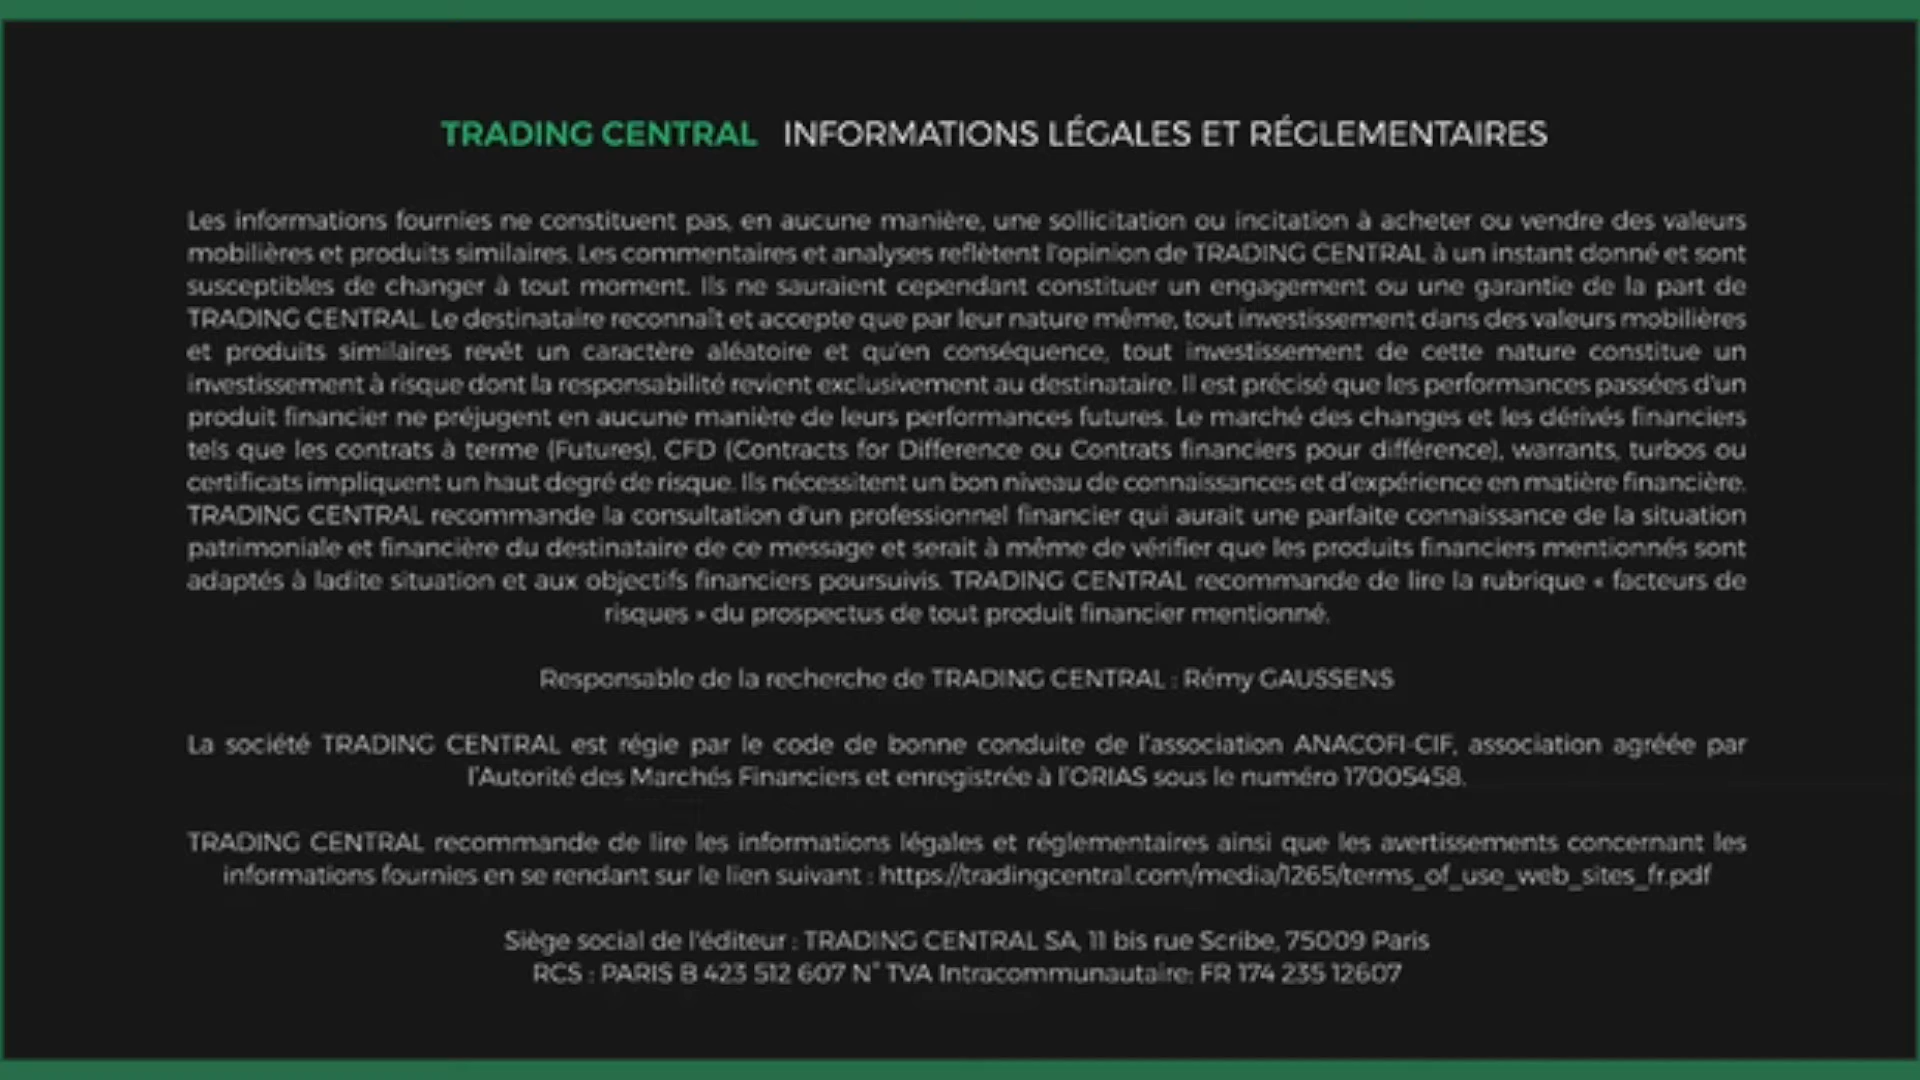 TRADING CENTRAL INFORMATIONS LÉGALES ET RÉGLEMENTAIRES
Les informations fournies ne constituent pas, en aucune manière, une sollicitation ou incitation à acheter ou vendre des valeurs
mobilières et produits similaires. Les commentaires et analyses reflètent l'opinion de TRADING CENTRAL à un instant donné et sont
susceptibles de changer à tout moment. Ils ne sauraient cependant constituer un engagement ou une garantie de la part de
TRADING CENTRAL. Le destinataire reconnaît et accepte que par leur nature même, tout investissement dans des valeurs mobilières
et produits similaires revêt un caractère aléatoire et qu'en conséquence, tout investissement de cette nature constitue un
investissement à risque dont la responsabilité revient exclusivement au destinataire. Il est précisé que les performances passées d'un
produit financier ne préjugent en aucune manière de leurs performances futures. Le marché des changes et les dérivés financiers
tels que les contrats à terme (Futures), CFD (Contracts for Difference ou Contrats financiers pour différence), warrants, turbos ou
certificats impliquent un haut degré de risque. Ils nécessitent un bon niveau de connaissances et d'expérience en matière financière.
TRADING CENTRAL recommande la consultation d'un professionnel financier qui aurait une parfaite connaissance de la situation
patrimoniale et financière du destinataire de ce message et serait à même de vérifier que les produits financiers mentionnés sont
adaptés à ladite situation et aux objectifs financiers poursuivis. TRADING CENTRAL recommande de lire la rubrique « facteurs de
risques » du prospectus de tout produit financier mentionné.
Responsable de la recherche de TRADING CENTRAL : Rémy GAUSSENS
La société TRADING CENTRAL est régie par le code de bonne conduite de l'association ANACOFI-CIF, association agréée par
l'Autorité des Marchés Financiers et enregistrée à l'ORIAS sous le numéro 17005458.
TRADING CENTRAL recommande de lire les informations légales et réglementaires ainsi que les avertissements concernant les
informations fournies en se rendant sur le lien suivant : https://tradingcentral.com/media/1265/terms_of_use_web_sites_fr.pdf
Siège social de l'éditeur : TRADING CENTRAL SA, 11 bis rue Scribe, 75009 Paris
RCS : PARIS B 423 512 607 N° TVA Intracommunautaire: FR 174 235 12607